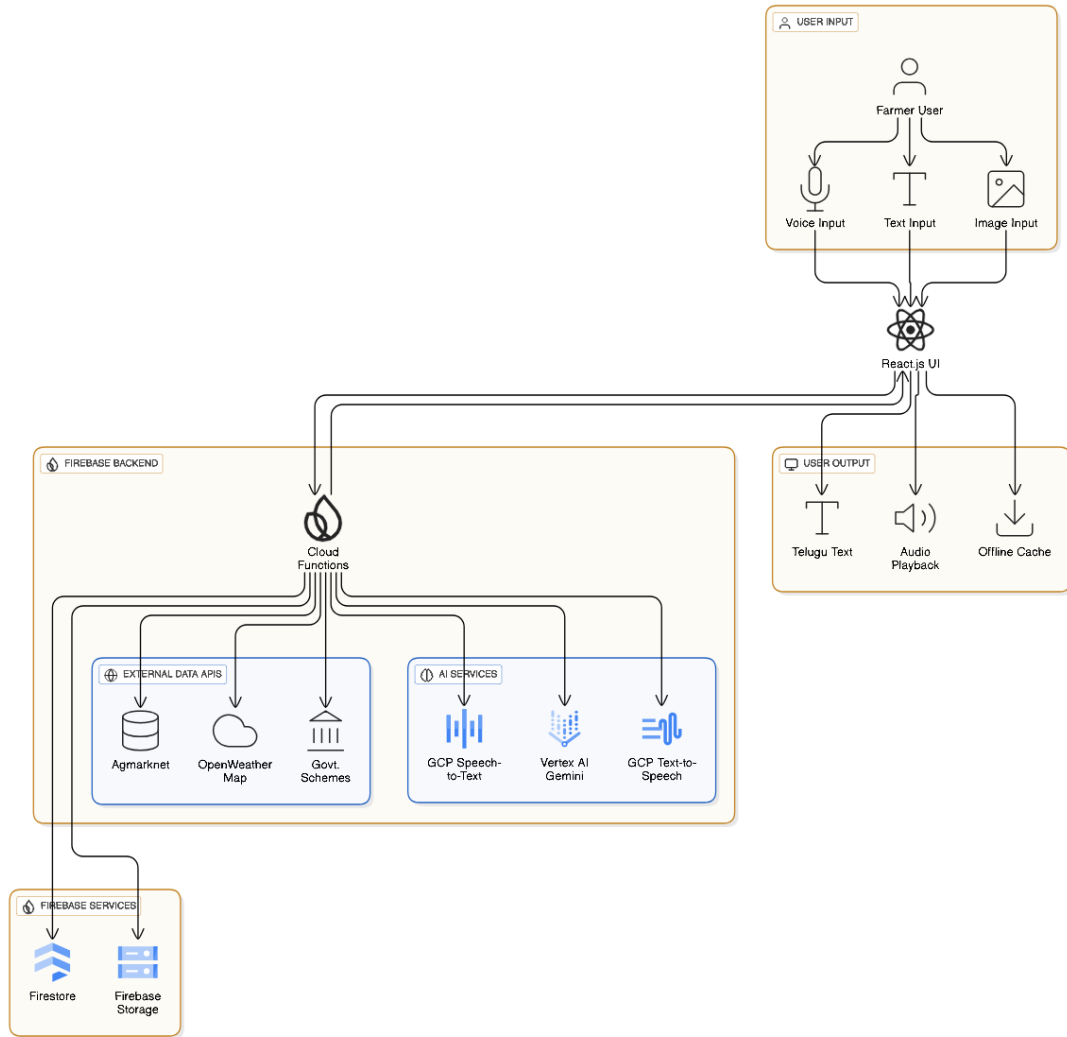 USER INPUT
Farmer User
Voice Input
Text Input
Image Input
React.js UI
FIREBASE BACKEND
USER OUTPUT
Cloud
Functions
Telugu Text
Audio
Playback
Offline Cache
EXTERNAL DATA APIS
AI SERVICES
Agmarknet
OpenWeather
Map
Govt.
Schemes
GCP Speech-
to-Text
Vertex AI
Gemini
GCP Text-to-
Speech
FIREBASE SERVICES
Firestore
Firebase
Storage